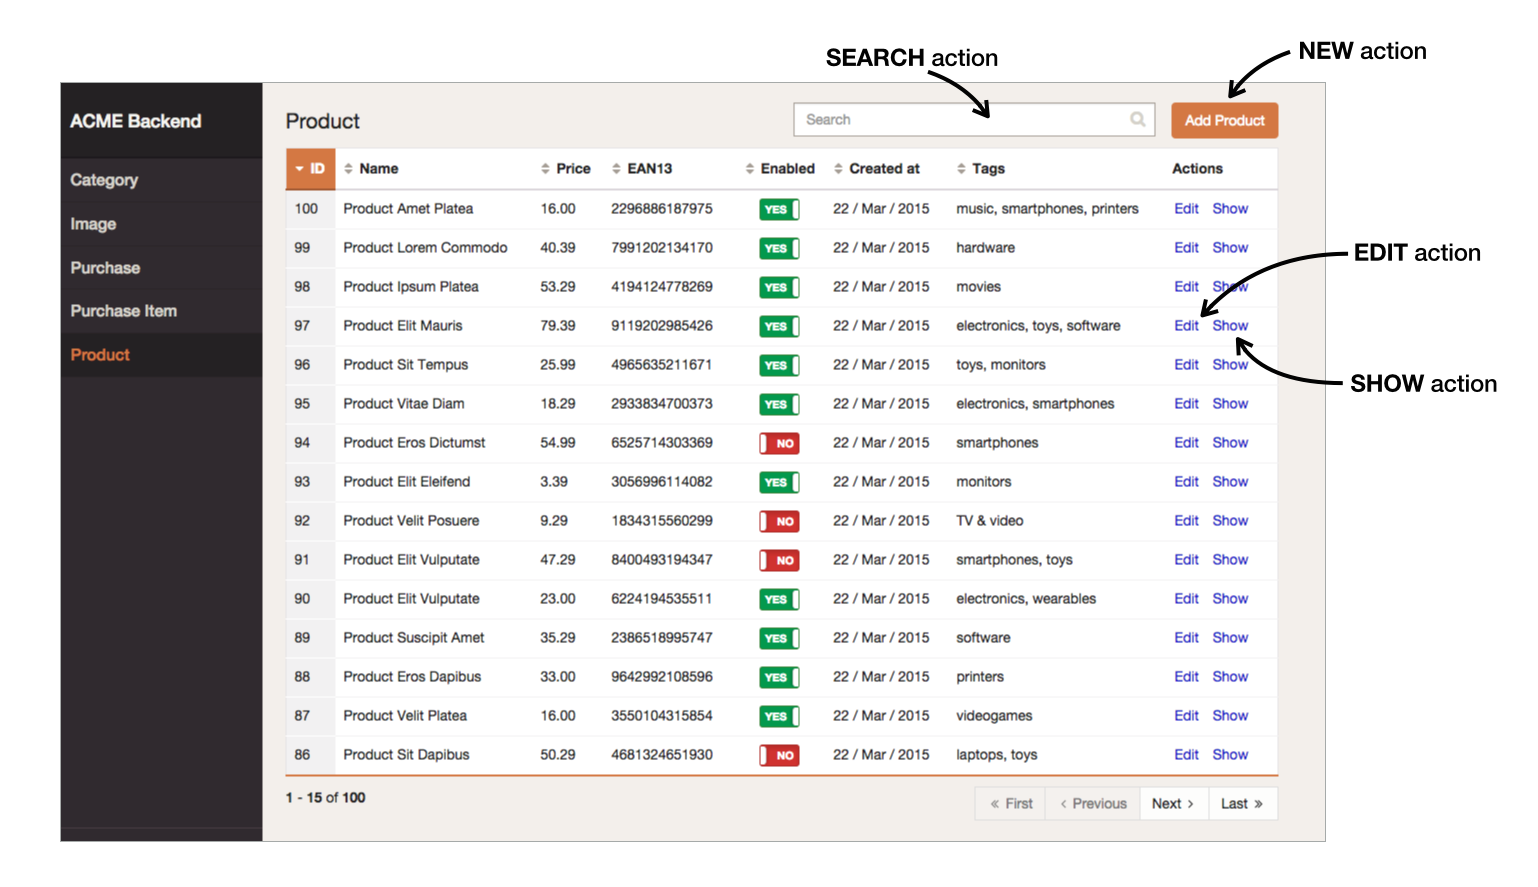 SEARCH action
NEW action
ACME Backend
Product
Search
Add Product
Category
Image
Purchase
Purchase Item
Product
ID Name Price EAN13 Enabled Created at Tags Actions
100 Product Amet Platea 16.00 2296886187975 YES 22 / Mar / 2015 music, smartphones, printers Edit Show
99 Product Lorem Commodo 40.39 7991202134170 YES 22 / Mar / 2015 hardware Edit Show
98 Product Ipsum Platea 53.29 4194124778269 YES 22 / Mar / 2015 movies Edit Show
97 Product Elit Mauris 79.39 9119202985426 YES 22 / Mar / 2015 electronics, toys, software Edit Show
96 Product Sit Tempus 25.99 4965635211671 YES 22 / Mar / 2015 toys, monitors Edit Show
95 Product Vitae Diam 18.29 2933834700373 YES 22 / Mar / 2015 electronics, smartphones Edit Show
94 Product Eros Dictumst 54.99 6525714303369 NO 22 / Mar / 2015 smartphones Edit Show
93 Product Elit Eleifend 3.39 3056996114082 YES 22 / Mar / 2015 monitors Edit Show
92 Product Velit Posuere 9.29 1834315560299 NO 22 / Mar / 2015 TV & video Edit Show
91 Product Elit Vulputate 47.29 8400493194347 NO 22 / Mar / 2015 smartphones, toys Edit Show
90 Product Elit Vulputate 23.00 6224194535511 YES 22 / Mar / 2015 electronics, wearables Edit Show
89 Product Suscipit Amet 35.29 2386518995747 YES 22 / Mar / 2015 software Edit Show
88 Product Eros Dapibus 33.00 9642992108596 YES 22 / Mar / 2015 printers Edit Show
87 Product Velit Platea 16.00 3550104315854 YES 22 / Mar / 2015 videogames Edit Show
86 Product Sit Dapibus 50.29 4681324651930 NO 22 / Mar / 2015 laptops, toys Edit Show
EDIT action
SHOW action
1 - 15 of 100
« First ‹ Previous Next › Last »